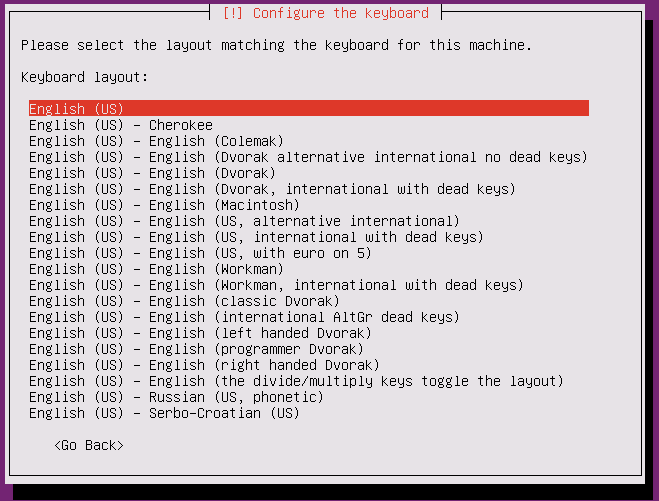 [!] Configure the keyboard
Please select the layout matching the keyboard for this machine.
Keyboard layout:
English (US)
English (US) - Cherokee
English (US) - English (Colemak)
English (US) - English (Dvorak alternative international no dead keys)
English (US) - English (Dvorak)
English (US) - English (Dvorak, international with dead keys)
English (US) - English (Macintosh)
English (US) - English (US, alternative international)
English (US) - English (US, international with dead keys)
English (US) - English (US, with euro on 5)
English (US) - English (Workman)
English (US) - English (Workman, international with dead keys)
English (US) - English (classic Dvorak)
English (US) - English (international AltGr dead keys)
English (US) - English (left handed Dvorak)
English (US) - English (programmer Dvorak)
English (US) - English (right handed Dvorak)
English (US) - English (the divide/multiply keys toggle the layout)
English (US) - Russian (US, phonetic)
English (US) - Serbo-Croatian (US)
<Go Back>